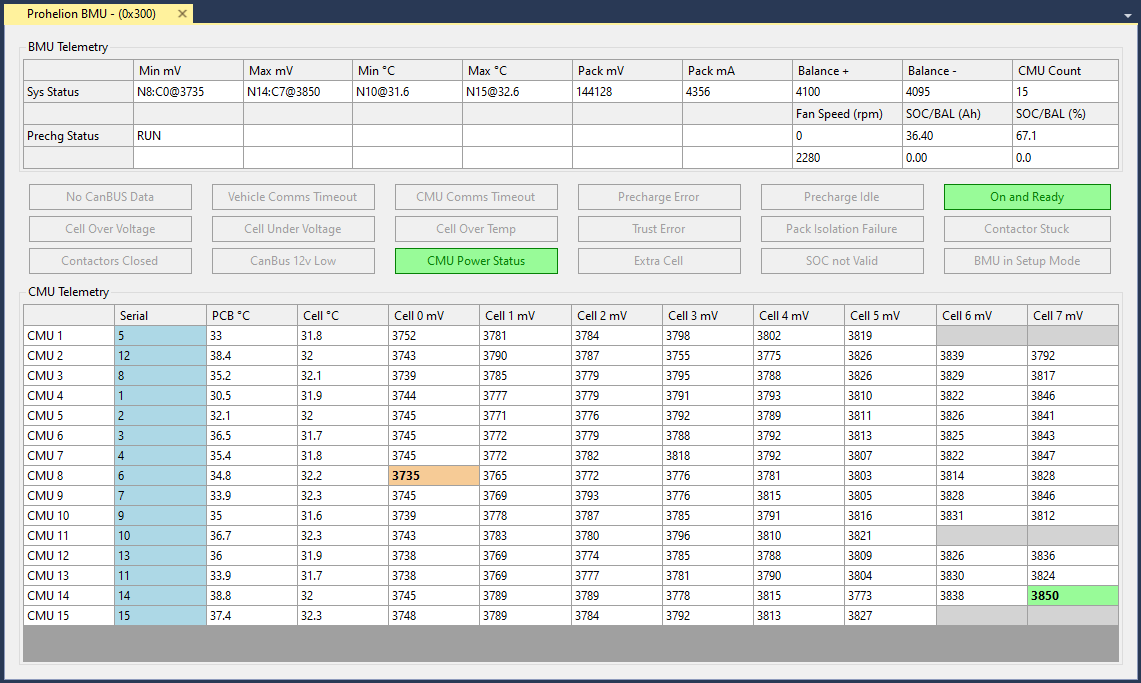 Prohelion BMU - (0x300)
BMU Telemetry
Min mV Max mV Min °C Max °C Pack mV Pack mA Balance + Balance - CMU Count
Sys Status N8:C0@3735 N14:C7@3850 N10@31.6 N15@32.6 144128 4356 4100 4095 15
Fan Speed (rpm) SOC/BAL (Ah) SOC/BAL (%)
Prechg Status RUN 0 36.40 67.1
2280 0.00 0.0
No CanBUS Data Vehicle Comms Timeout CMU Comms Timeout Precharge Error Precharge Idle On and Ready
Cell Over Voltage Cell Under Voltage Cell Over Temp Trust Error Pack Isolation Failure Contactor Stuck
Contactors Closed CanBus 12v Low CMU Power Status Extra Cell SOC not Valid BMU in Setup Mode
CMU Telemetry
Serial PCB °C Cell °C Cell 0 mV Cell 1 mV Cell 2 mV Cell 3 mV Cell 4 mV Cell 5 mV Cell 6 mV Cell 7 mV
CMU 1 5 33 31.8 3752 3781 3784 3798 3802 3819
CMU 2 12 38.4 32 3743 3790 3787 3755 3775 3826 3839 3792
CMU 3 8 35.2 32.1 3739 3785 3779 3795 3788 3826 3829 3817
CMU 4 1 30.5 31.9 3744 3777 3779 3791 3793 3810 3822 3846
CMU 5 2 32.1 32 3745 3771 3776 3792 3789 3811 3826 3841
CMU 6 3 36.5 31.7 3745 3772 3779 3788 3792 3813 3825 3843
CMU 7 4 35.4 31.8 3745 3772 3782 3818 3792 3807 3822 3847
CMU 8 6 34.8 32.2 3735 3765 3772 3776 3781 3803 3814 3828
CMU 9 7 33.9 32.3 3745 3769 3793 3776 3815 3805 3828 3846
CMU 10 9 35 31.6 3739 3778 3787 3785 3791 3816 3831 3812
CMU 11 10 36.7 32.3 3743 3783 3780 3796 3810 3821
CMU 12 13 36 31.9 3738 3769 3774 3785 3788 3809 3826 3836
CMU 13 11 33.9 31.7 3738 3769 3777 3781 3790 3804 3830 3824
CMU 14 14 38.8 32 3745 3789 3789 3778 3815 3773 3838 3850
CMU 15 15 37.4 32.3 3748 3789 3784 3792 3813 3827